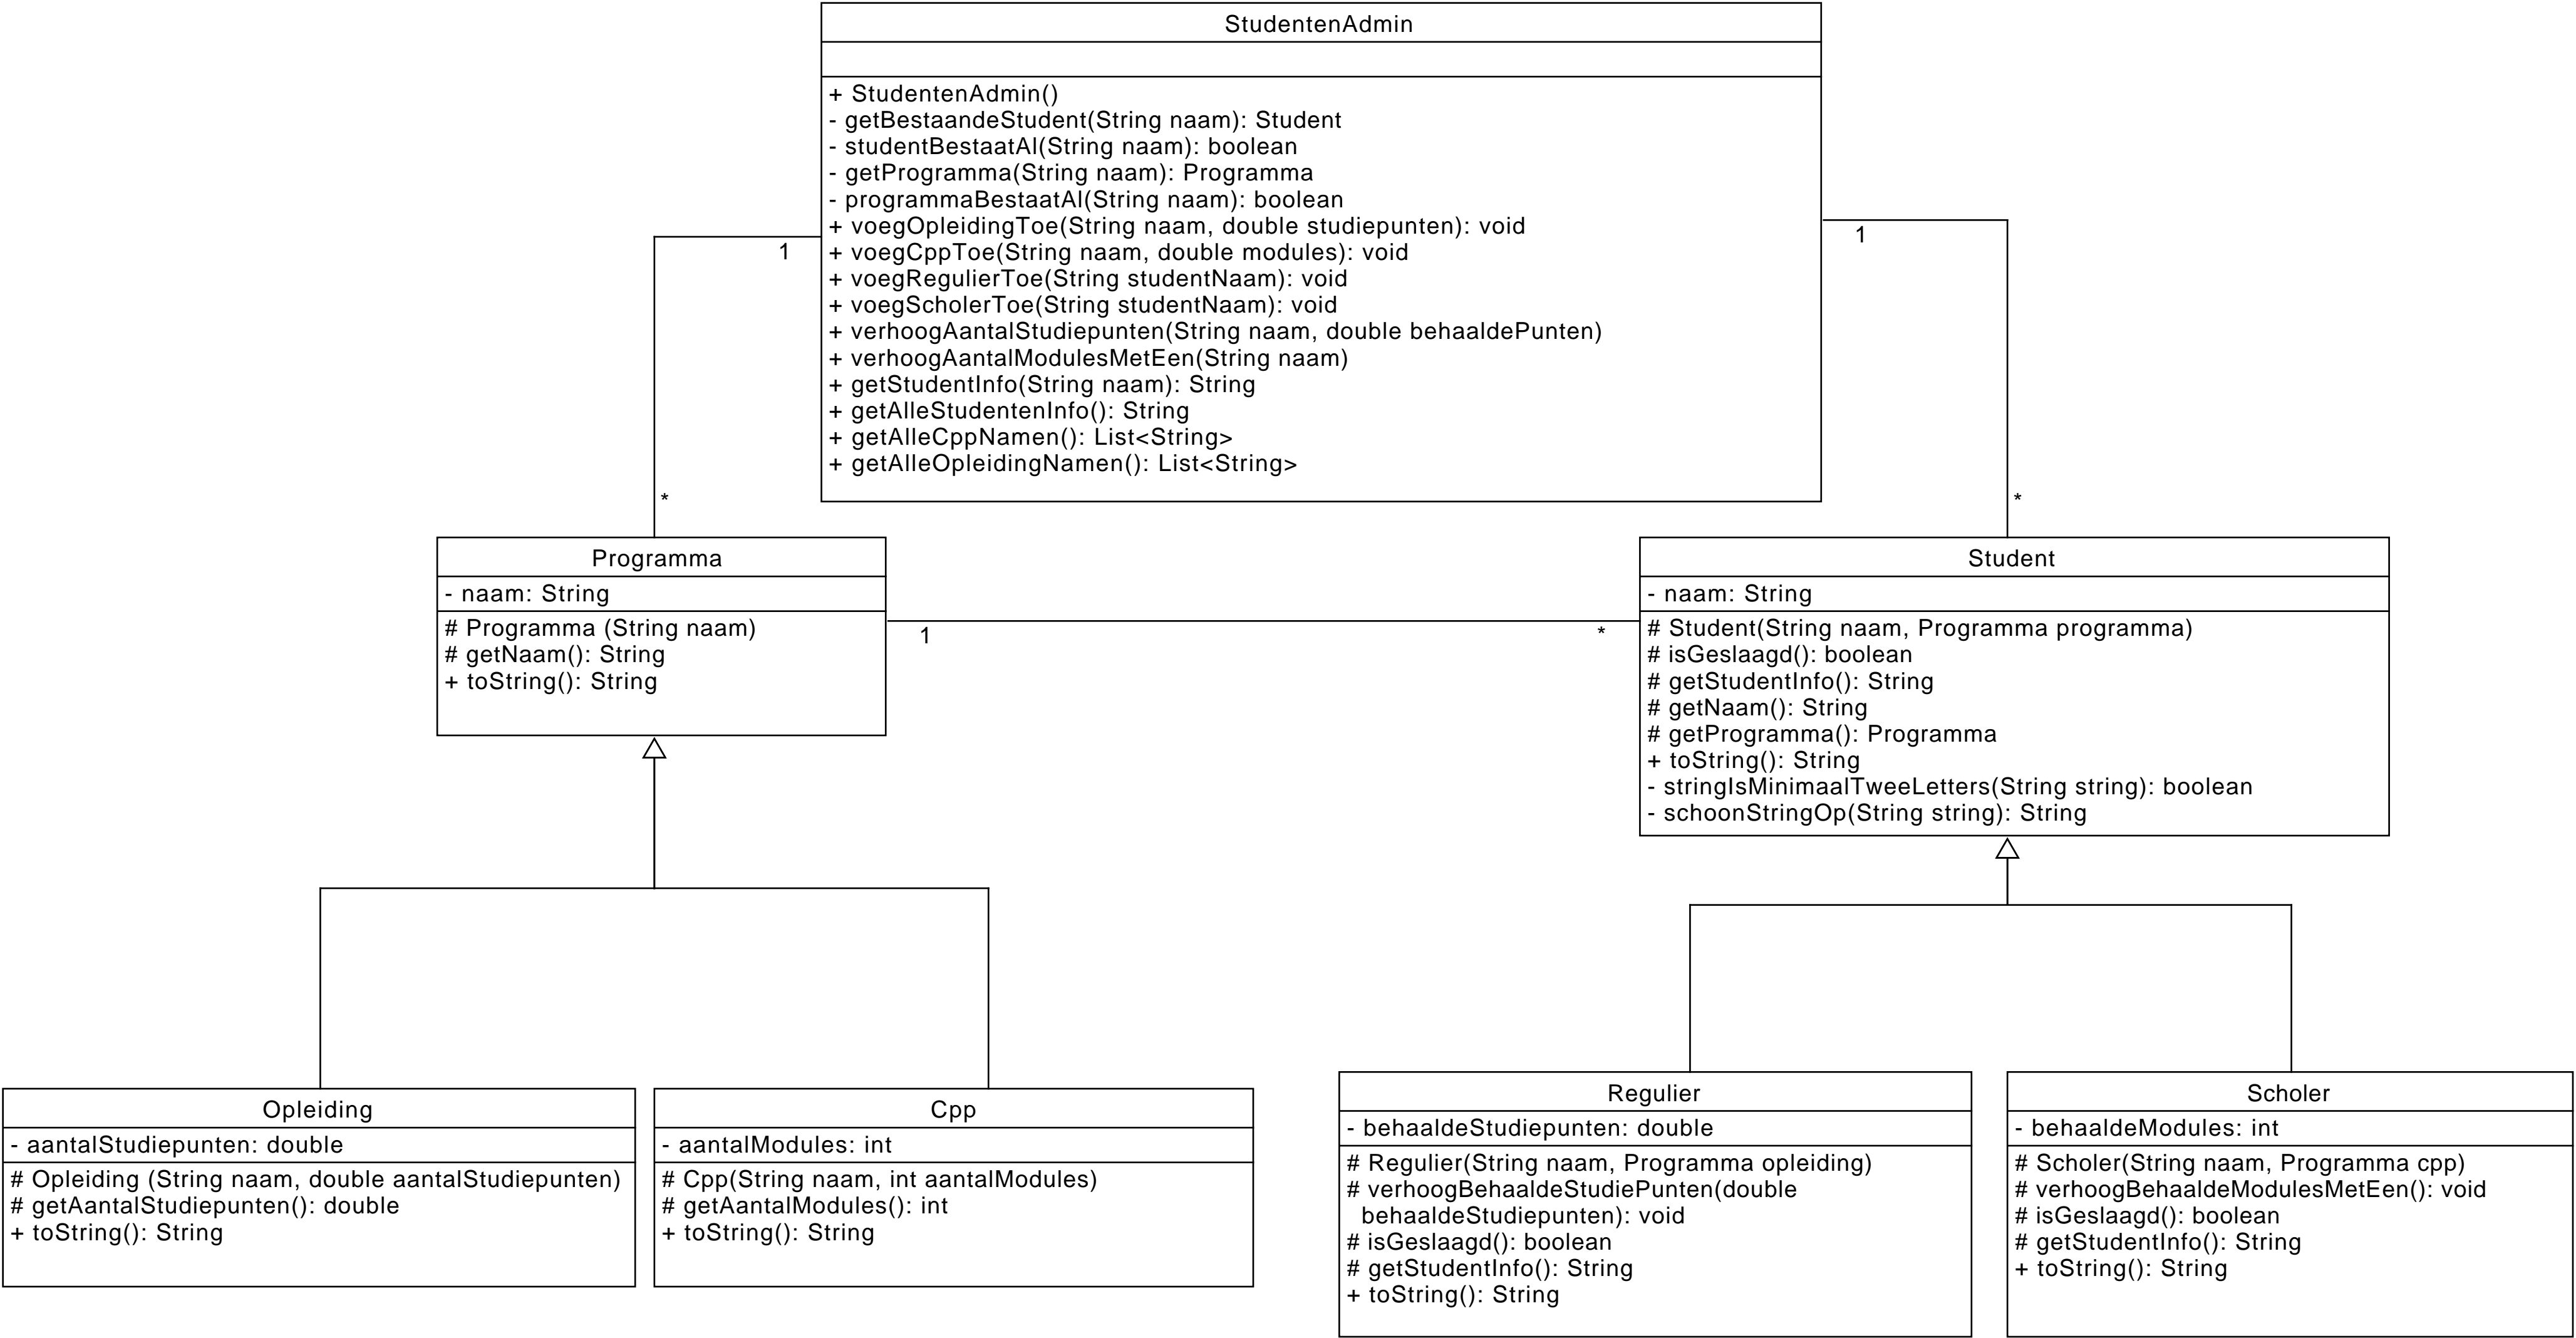 StudentenAdmin
+ StudentenAdmin()
- getBestaandeStudent(String naam): Student
- studentBestaatAl(String naam): boolean
- getProgramma(String naam): Programma
- programmaBestaatAl(String naam): boolean
+ voegOpleidingToe(String naam, double studiepunten): void
+ voegCppToe(String naam, double modules): void
+ voegRegulierToe(String studentNaam): void
+ voegScholerToe(String studentNaam): void
+ verhoogAantalStudiepunten(String naam, double behaaldePunten)
+ verhoogAantalModulesMetEen(String naam)
+ getStudentInfo(String naam): String
+ getAlleStudentenInfo(): String
+ getAlleCppNamen(): List<String>
+ getAlleOpleidingNamen(): List<String>
1
1
*
*
Programma
- naam: String
# Programma (String naam)
# getNaam(): String
+ toString(): String
1
*
Student
- naam: String
# Student(String naam, Programma programma)
# isGeslaagd(): boolean
# getStudentInfo(): String
# getNaam(): String
# getProgramma(): Programma
+ toString(): String
- stringIsMinimaalTweeLetters(String string): boolean
- schoonStringOp(String string): String
Opleiding
- aantalStudiepunten: double
# Opleiding (String naam, double aantalStudiepunten)
# getAantalStudiepunten(): double
+ toString(): String
Cpp
- aantalModules: int
# Cpp(String naam, int aantalModules)
# getAantalModules(): int
+ toString(): String
Regulier
- behaaldeStudiepunten: double
# Regulier(String naam, Programma opleiding)
# verhoogBehaaldeStudiePunten(double
behaaldeStudiepunten): void
# isGeslaagd(): boolean
# getStudentInfo(): String
+ toString(): String
Scholer
- behaaldeModules: int
# Scholer(String naam, Programma cpp)
# verhoogBehaaldeModulesMetEen(): void
# isGeslaagd(): boolean
# getStudentInfo(): String
+ toString(): String